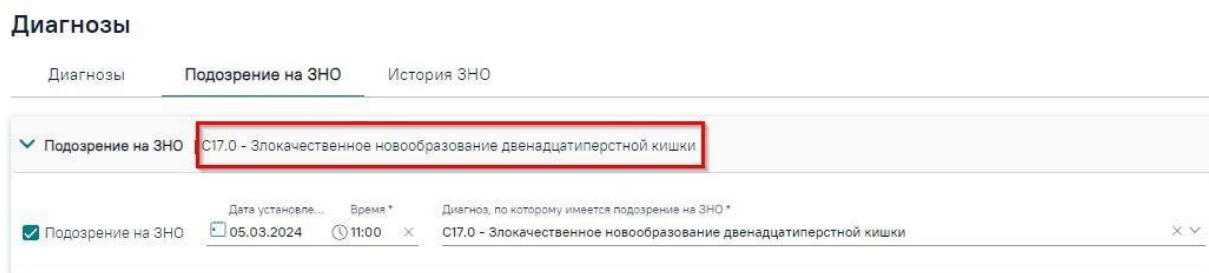 Диагнозы
Диагнозы Подозрение на ЗНО История ЗНО
Подозрение на ЗНО | C17.0 - Злокачественное новообразование двенадцатиперстной кишки
Дата установле... Время * Диагноз, по которому имеется подозрение на ЗНО *
Подозрение на ЗНО 05.03.2024 11:00 C17.0 - Злокачественное новообразование двенадцатиперстной кишки